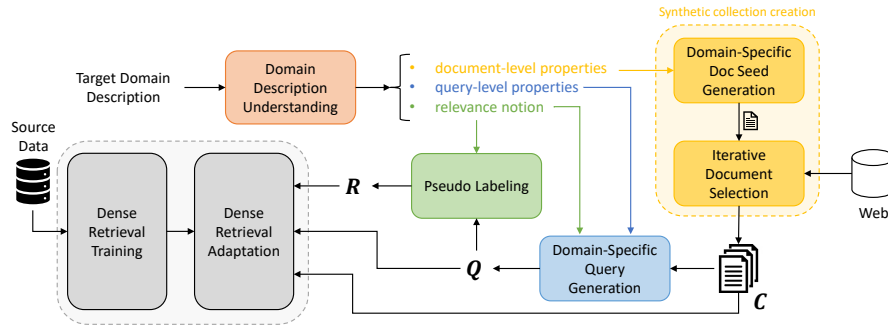 Synthetic collection creation
Target Domain
Description
Domain
Description
Understanding
• document-level properties
• query-level properties
• relevance notion
Domain-Specific
Doc Seed
Generation
Source
Data
Iterative
Document
Selection
Web
Dense
Retrieval
Training
Dense
Retrieval
Adaptation
R
Pseudo Labeling
Q
Domain-Specific
Query
Generation
C